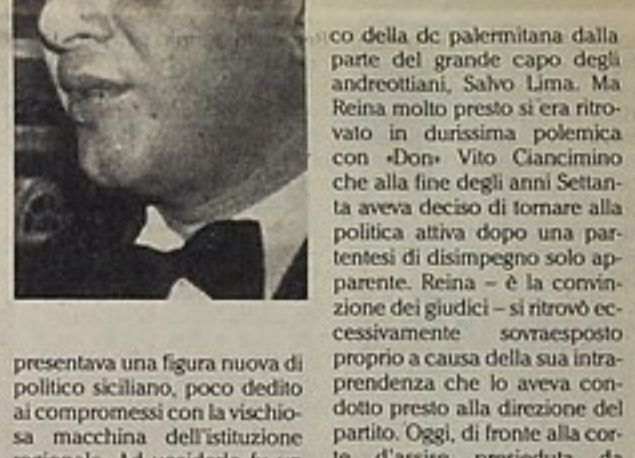 presentava una figura nuova di
politico siciliano, poco dedito
ai compromessi con la vischio-
sa macchina dell'istituzione
co della dc palermitana dalla
parte del grande capo degli
andreottiani, Salvo Lima. Ma
Reina molto presto si era ritro-
vato in durissima polemica
con «Don» Vito Ciancimino
che alla fine degli anni Settan-
ta aveva deciso di tornare alla
politica attiva dopo una par-
tentesi di disimpegno solo ap-
parente. Reina – è la convin-
zione dei giudici – si ritrovò ec-
cessivamente sovraesposto
proprio a causa della sua intra-
prendenza che lo aveva con-
dotto presto alla direzione del
partito. Oggi, di fronte alla cor-
te d'assise presieduta da